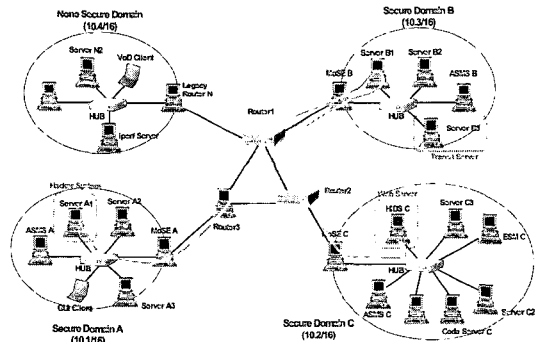 None Secure Domain
(10.4/16)
Server N2
VoD Client
Legacy
Router N
HUB
Iperf Server
Secure Domain B
(10.3/16)
MoSE B
Server B1
Server B2
ASMS B
HUB
Server B3
Transit Server
Router1
Router2
Router3
Hacker System
Server A1
Server A2
ASMS A
MoSE A
HUB
GUI Client
Server A3
Secure Domain A
(10.1/16)
Web Server
HIDS C
Server C3
ESM C
MoSE C
HUB
ASMS C
Code Server C
Server C2
Secure Domain C
(10.2/16)